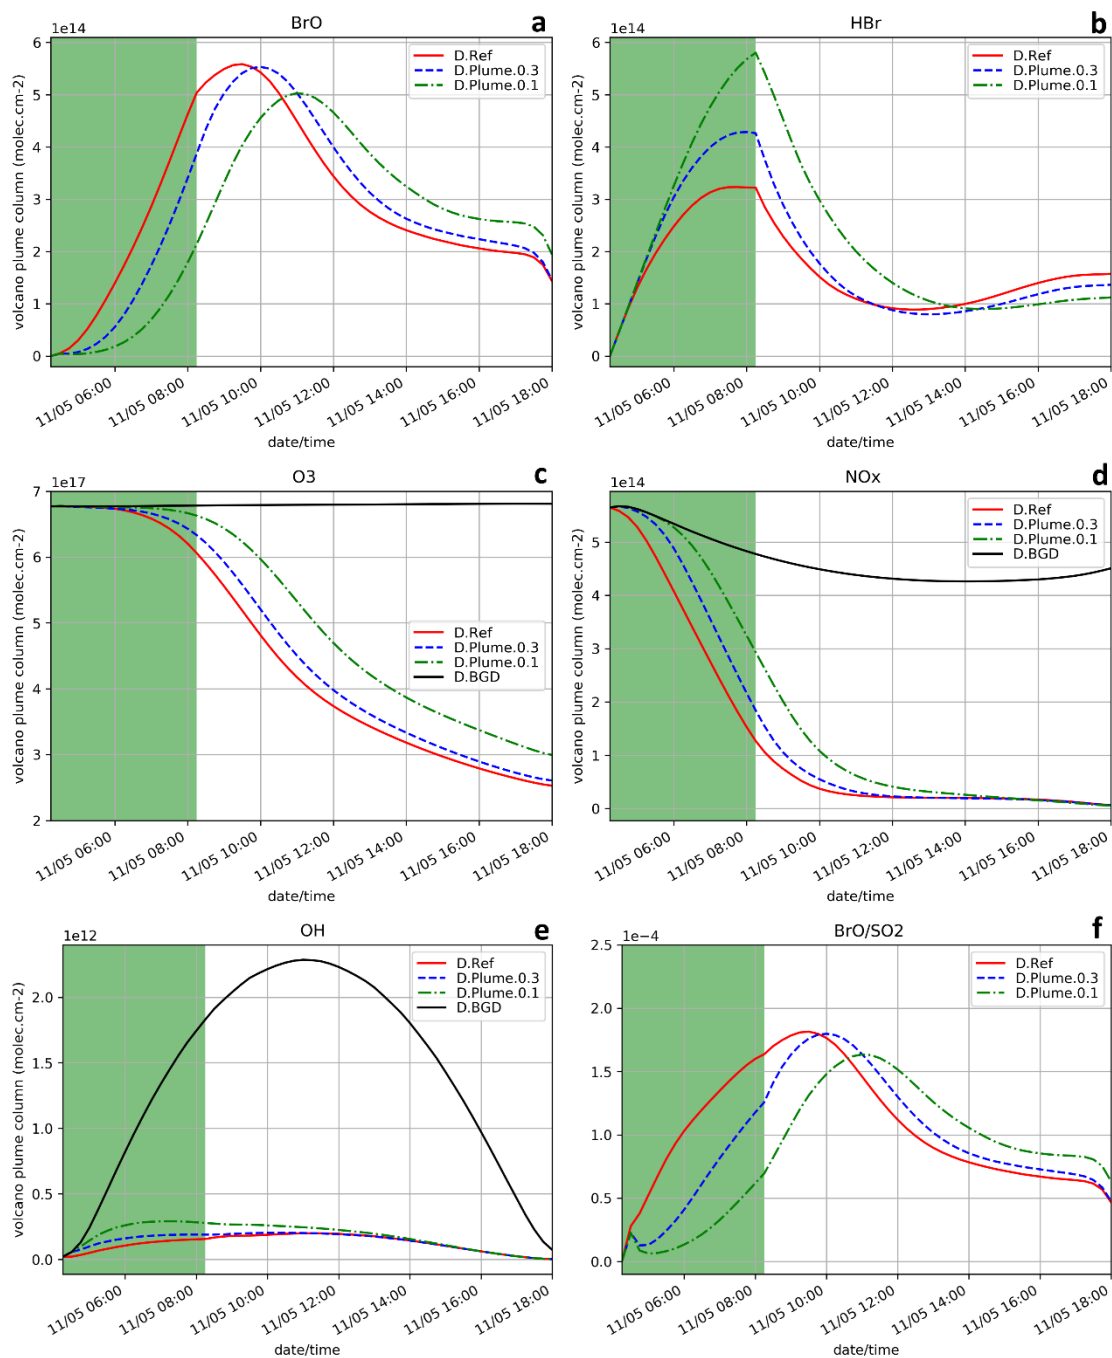 BrO
a
1e14
volcano plume column (molec.cm-2)
6
5
4
3
2
1
0
D.Ref
D.Plume.0.3
D.Plume.0.1
11/05 06:00
11/05 08:00
11/05 10:00
11/05 12:00
11/05 14:00
11/05 16:00
11/05 18:00
date/time
HBr
b
1e14
volcano plume column (molec.cm-2)
6
5
4
3
2
1
0
D.Ref
D.Plume.0.3
D.Plume.0.1
11/05 06:00
11/05 08:00
11/05 10:00
11/05 12:00
11/05 14:00
11/05 16:00
11/05 18:00
date/time
O3
c
1e17
volcano plume column (molec.cm-2)
7
6
5
4
3
2
D.Ref
D.Plume.0.3
D.Plume.0.1
D.BGD
11/05 06:00
11/05 08:00
11/05 10:00
11/05 12:00
11/05 14:00
11/05 16:00
11/05 18:00
date/time
NOx
d
1e14
volcano plume column (molec.cm-2)
5
4
3
2
1
0
D.Ref
D.Plume.0.3
D.Plume.0.1
D.BGD
11/05 06:00
11/05 08:00
11/05 10:00
11/05 12:00
11/05 14:00
11/05 16:00
11/05 18:00
date/time
OH
e
1e12
volcano plume column (molec.cm-2)
2.0
1.5
1.0
0.5
0.0
D.Ref
D.Plume.0.3
D.Plume.0.1
D.BGD
11/05 06:00
11/05 08:00
11/05 10:00
11/05 12:00
11/05 14:00
11/05 16:00
11/05 18:00
date/time
BrO/SO2
f
1e−4
volcano plume column (molec.cm-2)
2.5
2.0
1.5
1.0
0.5
0.0
D.Ref
D.Plume.0.3
D.Plume.0.1
11/05 06:00
11/05 08:00
11/05 10:00
11/05 12:00
11/05 14:00
11/05 16:00
11/05 18:00
date/time